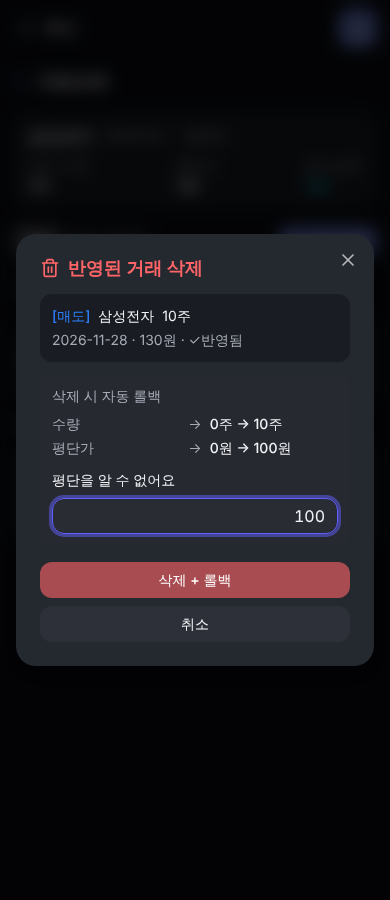 반영된 거래 삭제
[매도] 삼성전자 10주
2026-11-28 · 130원 · ✓반영됨
삭제 시 자동 롤백
수량 → 0주 → 10주
평단가 → 0원 → 100원
평단을 알 수 없어요
100
삭제 + 롤백
취소